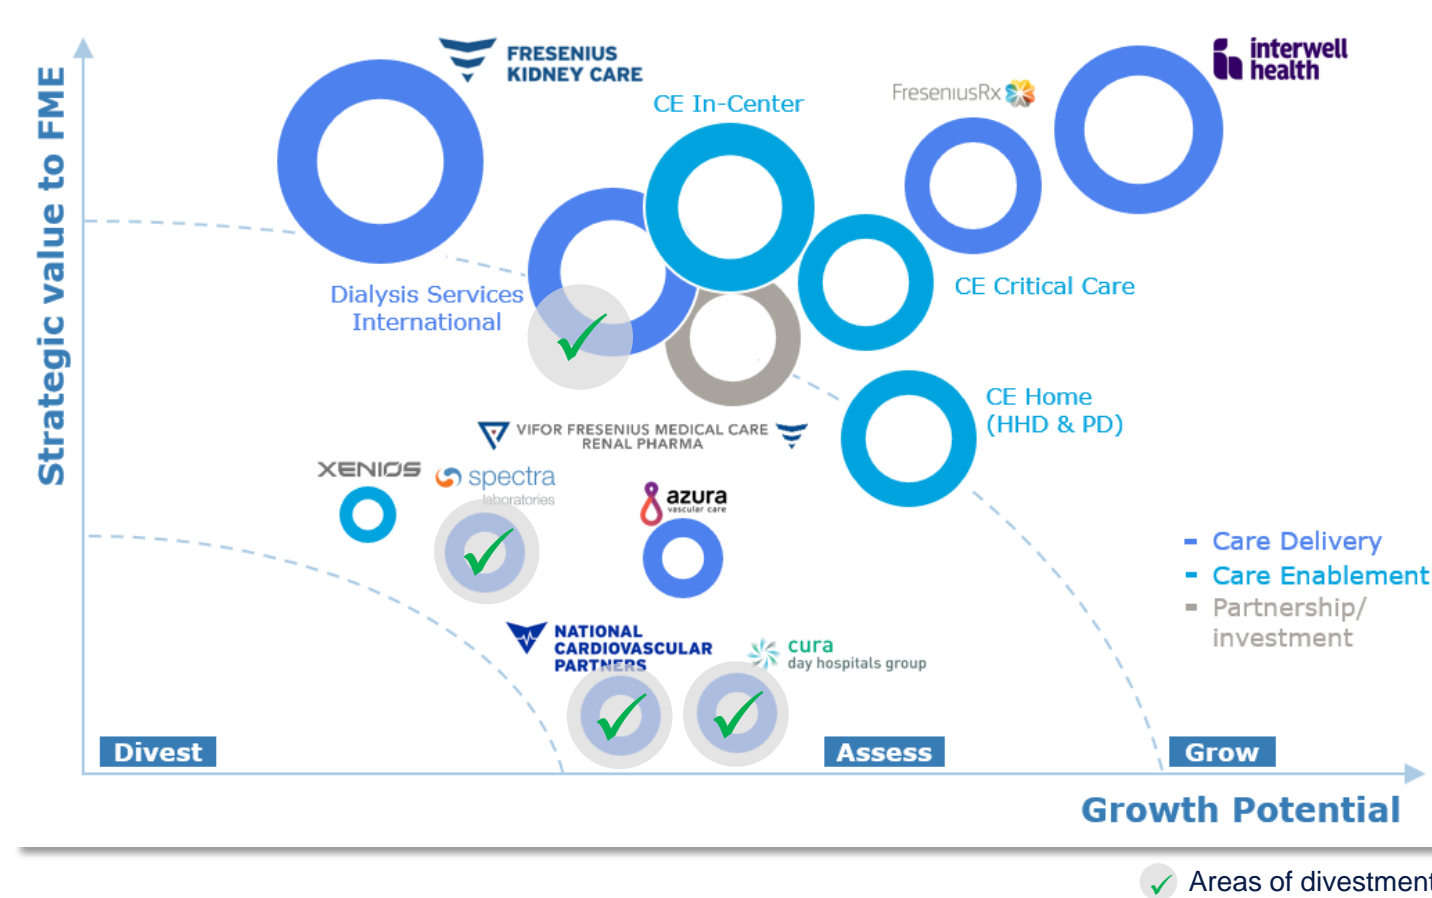 Strategic value to FME
FRESENIUS
KIDNEY CARE
interwell
health
FreseniusRx
CE In-Center
Dialysis Services
International
CE Critical Care
CE Home
(HHD & PD)
VIFOR FRESENIUS MEDICAL CARE
RENAL PHARMA
XENIOS
spectra
laboratories
azura
vascular care
Care Delivery
Care Enablement
Partnership/
investment
NATIONAL
CARDIOVASCULAR
PARTNERS
cura
day hospitals group
Divest
Assess
Grow
Growth Potential
Areas of divestment